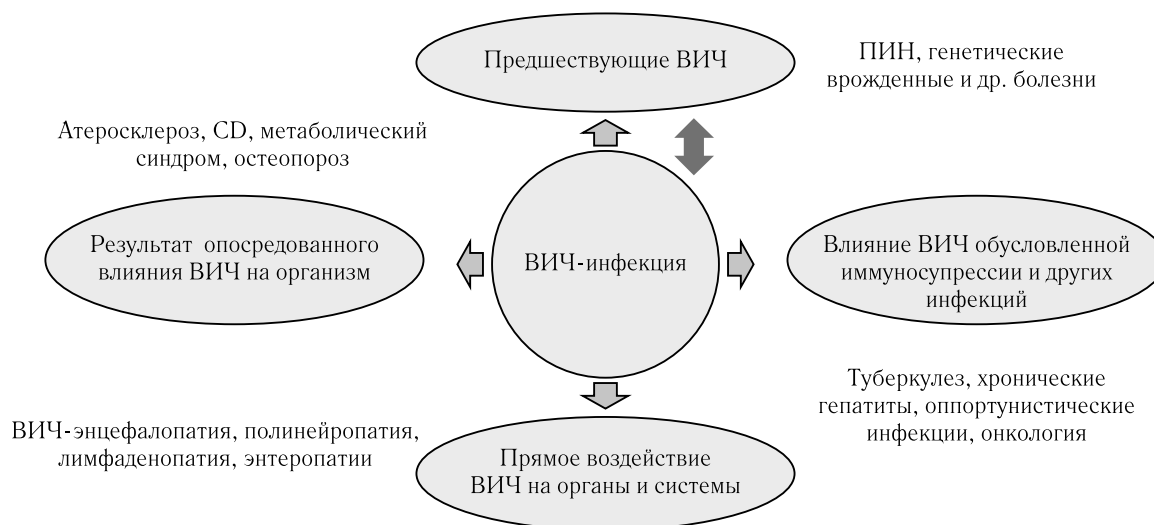 Предшествующие ВИЧ
ПИН, генетические
врожденные и др. болезни
Атеросклероз, CD, метаболический
синдром, остеопороз
Результат опосредованного
влияния ВИЧ на организм
ВИЧ-инфекция
Влияние ВИЧ обусловленной
иммуносупрессии и других
инфекций
Туберкулез, хронические
гепатиты, оппортунистические
инфекции, онкология
ВИЧ-энцефалопатия, полинейропатия,
лимфаденопатия, энтеропатии
Прямое воздействие
ВИЧ на органы и системы